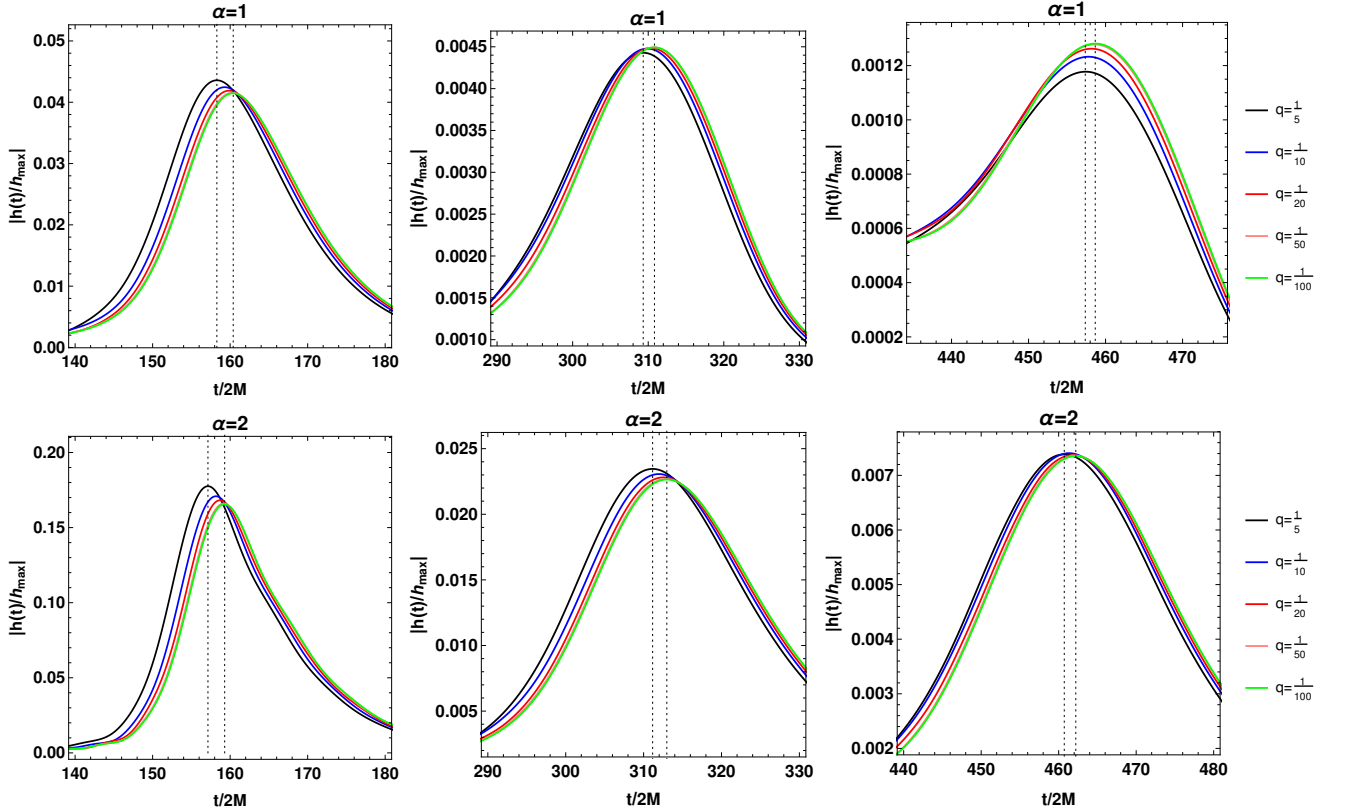 α=1
|h(t)/hmax|
0.05
0.04
0.03
0.02
0.01
0.00
140 150 160 170 180
t/2M
α=1
|h(t)/hmax|
0.0045
0.0040
0.0035
0.0030
0.0025
0.0020
0.0015
0.0010
290 300 310 320 330
t/2M
α=1
|h(t)/hmax|
0.0012
0.0010
0.0008
0.0006
0.0004
0.0002
440 450 460 470
t/2M
q=1/5
q=1/10
q=1/20
q=1/50
q=1/100
α=2
|h(t)/hmax|
0.20
0.15
0.10
0.05
0.00
140 150 160 170 180
t/2M
α=2
|h(t)/hmax|
0.025
0.020
0.015
0.010
0.005
290 300 310 320 330
t/2M
α=2
|h(t)/hmax|
0.007
0.006
0.005
0.004
0.003
0.002
440 450 460 470 480
t/2M
q=1/5
q=1/10
q=1/20
q=1/50
q=1/100